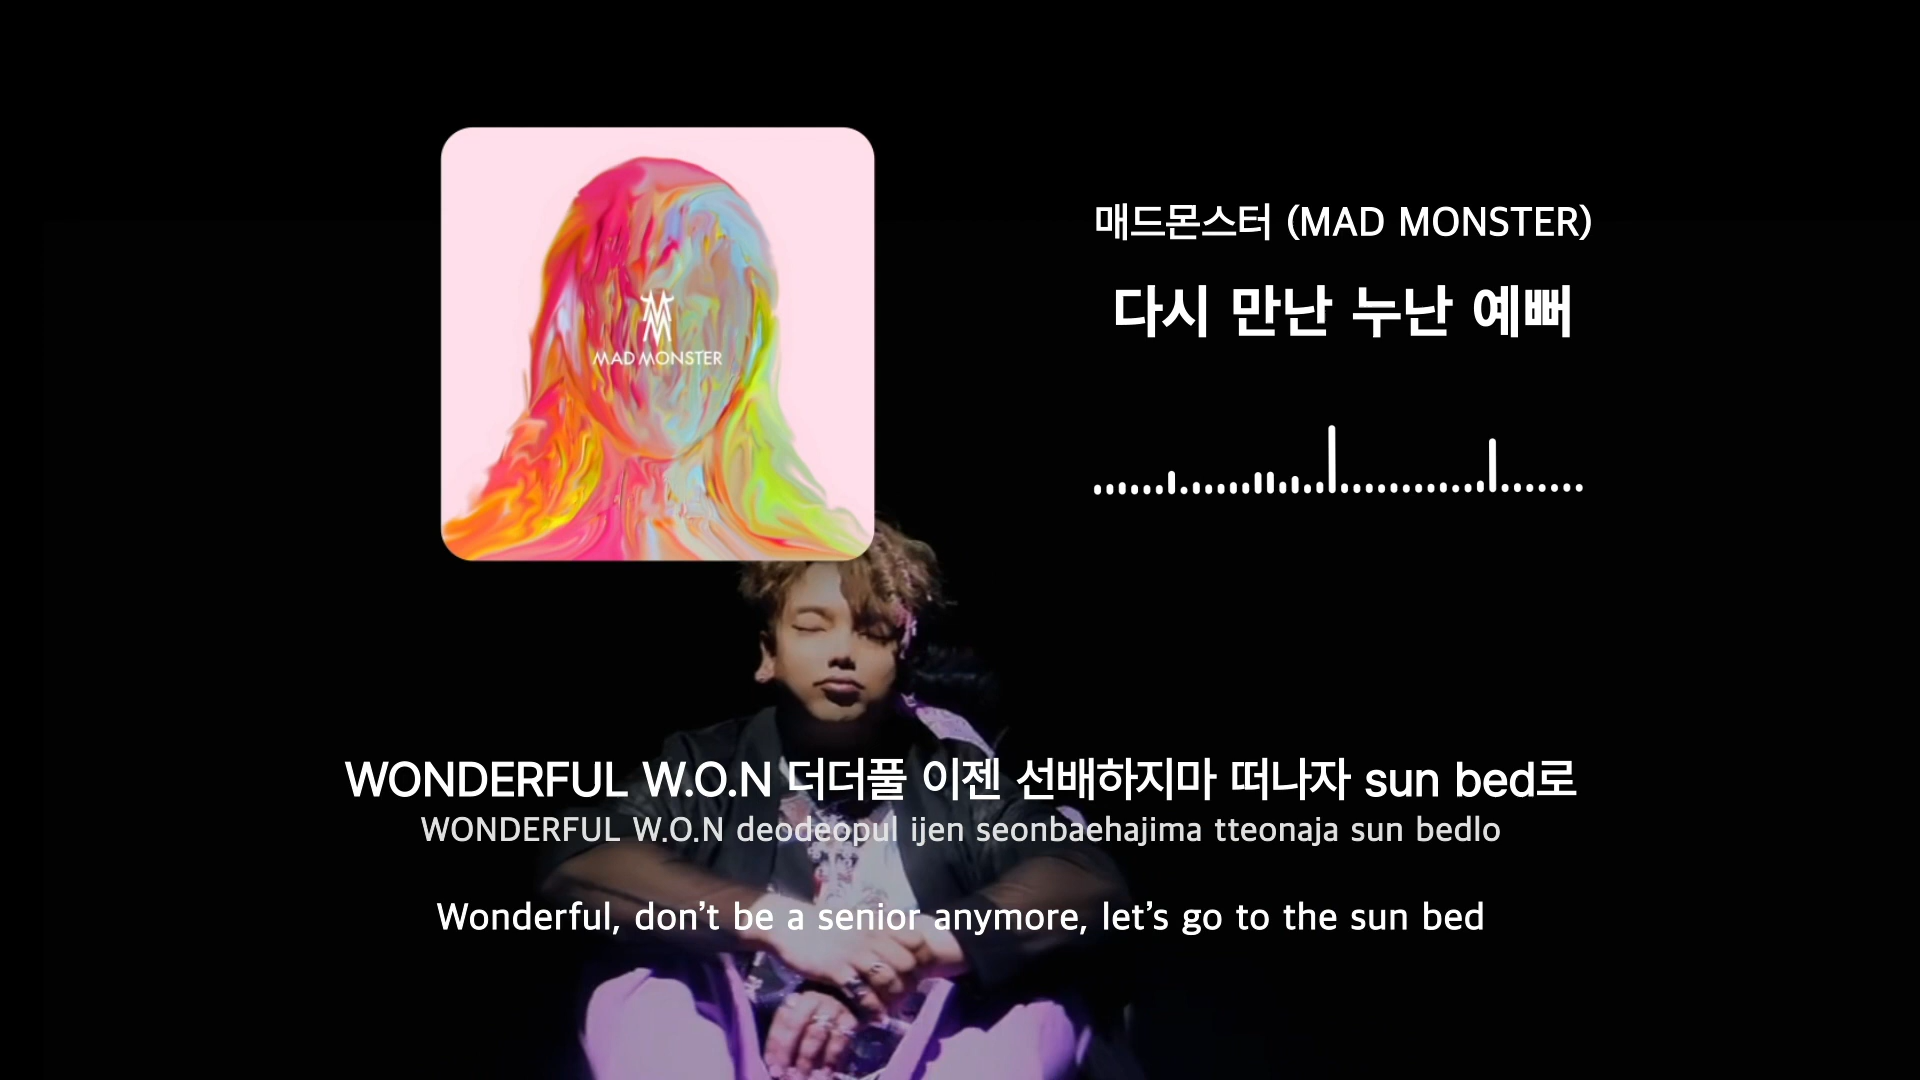 MAD MONSTER
매드몬스터 (MAD MONSTER)
다시 만난 누난 예뻐
WONDERFUL W.O.N 더더풀 이젠 선배하지마 떠나자 sun bed로
WONDERFUL W.O.N deodeopul ijen seonbaehajima tteonaja sun bedlo
Wonderful, don’t be a senior anymore, let’s go to the sun bed